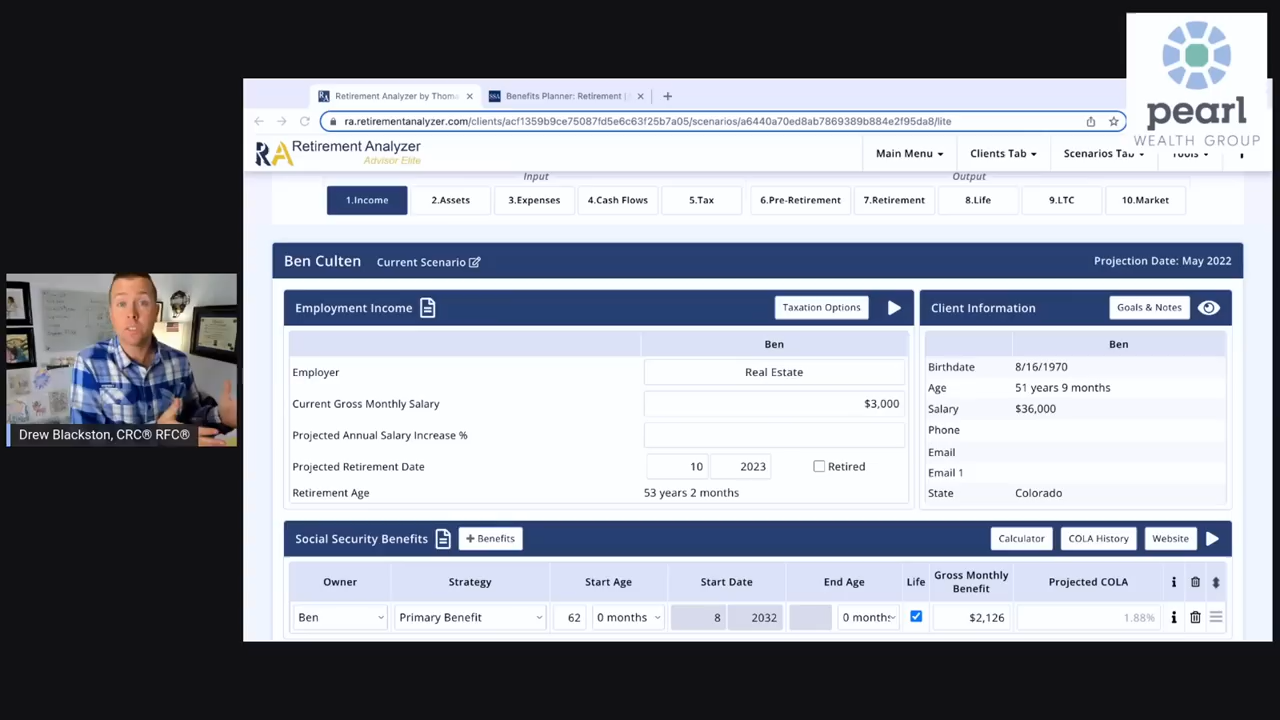 pearl
WEALTH GROUP
Retirement Analyzer by Thoma
Benefits Planner: Retirement |
ra.retirementanalyzer.com/clients/acf1359b9ce75087fd5e6c63f25b7a05/scenarios/a6440a70ed8ab7869389b884e2f95da8/lite
RA Retirement Analyzer
Advisor Elite
Main Menu
Clients Tab
Scenarios Tab
Tools
Input
Output
1.Income
2.Assets
3.Expenses
4.Cash Flows
5.Tax
6.Pre-Retirement
7.Retirement
8.Life
9.LTC
10.Market
Ben Culten
Current Scenario
Projection Date: May 2022
Employment Income
Taxation Options
Ben
Employer
Real Estate
Current Gross Monthly Salary
$3,000
Projected Annual Salary Increase %
Projected Retirement Date
10
2023
Retired
Retirement Age
53 years 2 months
Client Information
Goals & Notes
Ben
Birthdate
8/16/1970
Age
51 years 9 months
Salary
$36,000
Phone
Email
Email 1
State
Colorado
Social Security Benefits
+ Benefits
Calculator
COLA History
Website
Owner
Strategy
Start Age
Start Date
End Age
Life
Gross Monthly
Benefit
Projected COLA
Ben
Primary Benefit
62
0 months
8
2032
0 months
$2,126
1.88%
Drew Blackston, CRC® RFC®